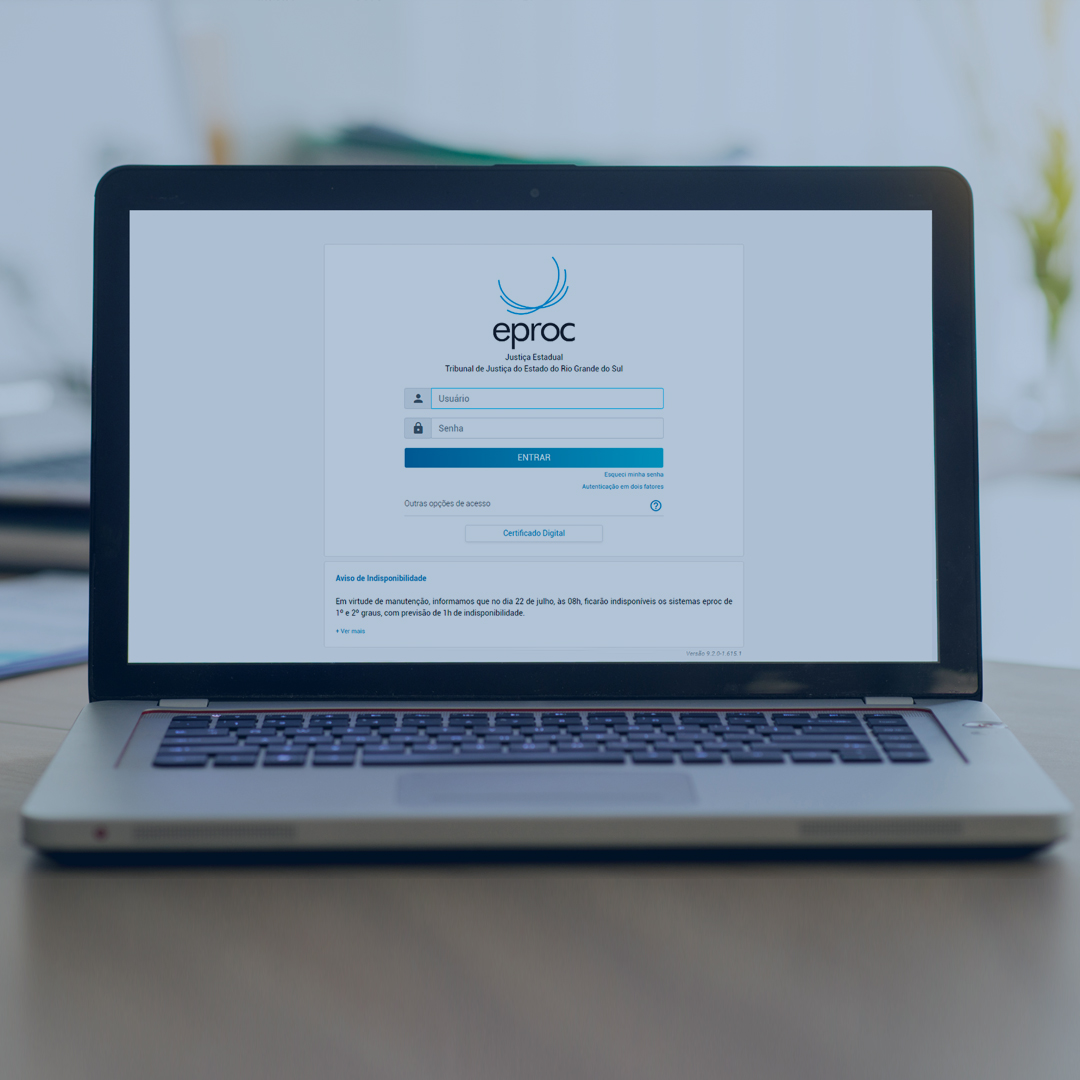 eproc
Justiça Estadual
Tribunal de Justiça do Estado do Rio Grande do Sul
Usuário
Senha
ENTRAR
Esqueci minha senha
Autenticação em dois fatores
Outras opções de acesso
?
Certificado Digital
Aviso de Indisponibilidade
Em virtude de manutenção, informamos que no dia 22 de julho, às 08h, ficarão indisponíveis os sistemas eproc de
1º e 2º graus, com previsão de 1h de indisponibilidade.
+ Ver mais
Versão